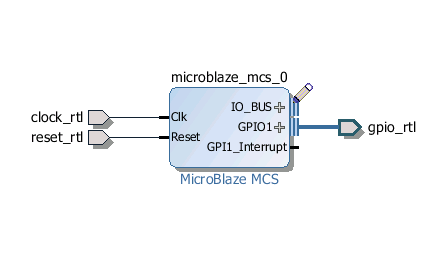 microblaze_mcs_0
clock_rtl
Clk
IO_BUS
GPIO1
gpio_rtl
reset_rtl
Reset
GPI1_Interrupt
MicroBlaze MCS